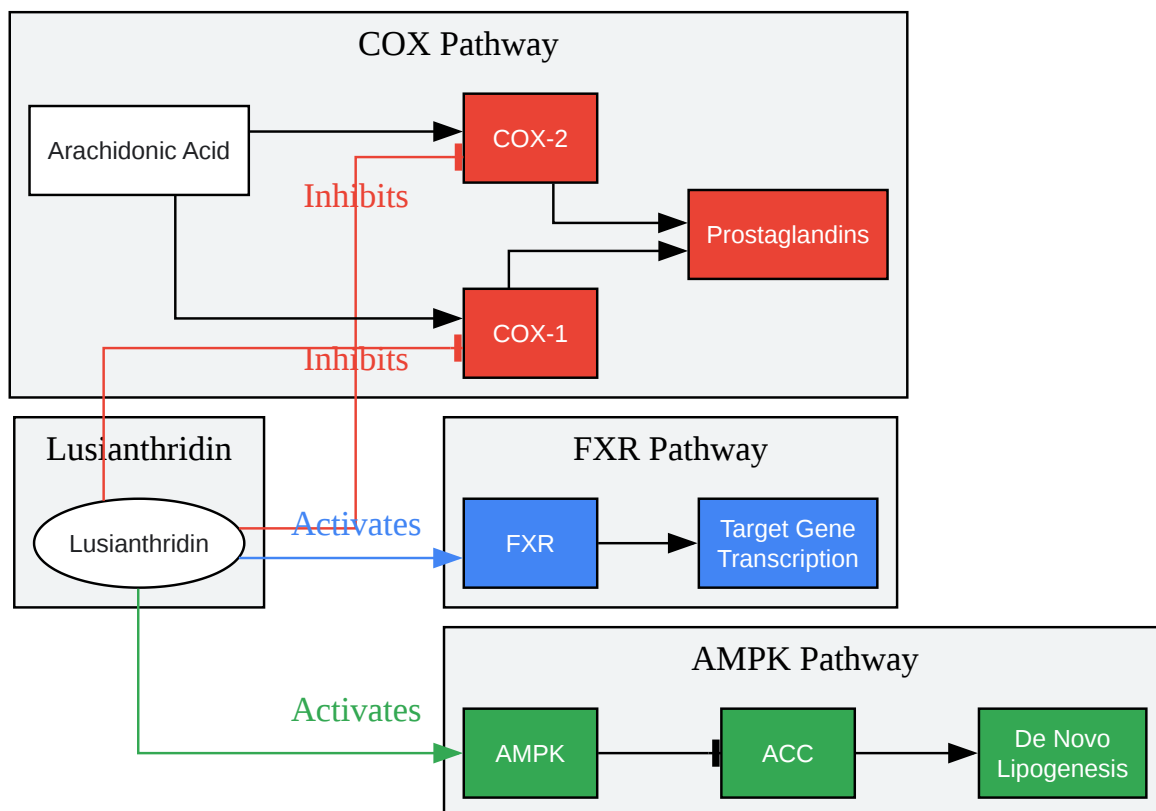 COX Pathway
Arachidonic Acid
COX-2
Inhibits
Prostaglandins
COX-1
Inhibits
Lusianthridin
Lusianthridin
FXR Pathway
Activates
FXR
Target Gene
Transcription
AMPK Pathway
Activates
AMPK
ACC
De Novo
Lipogenesis